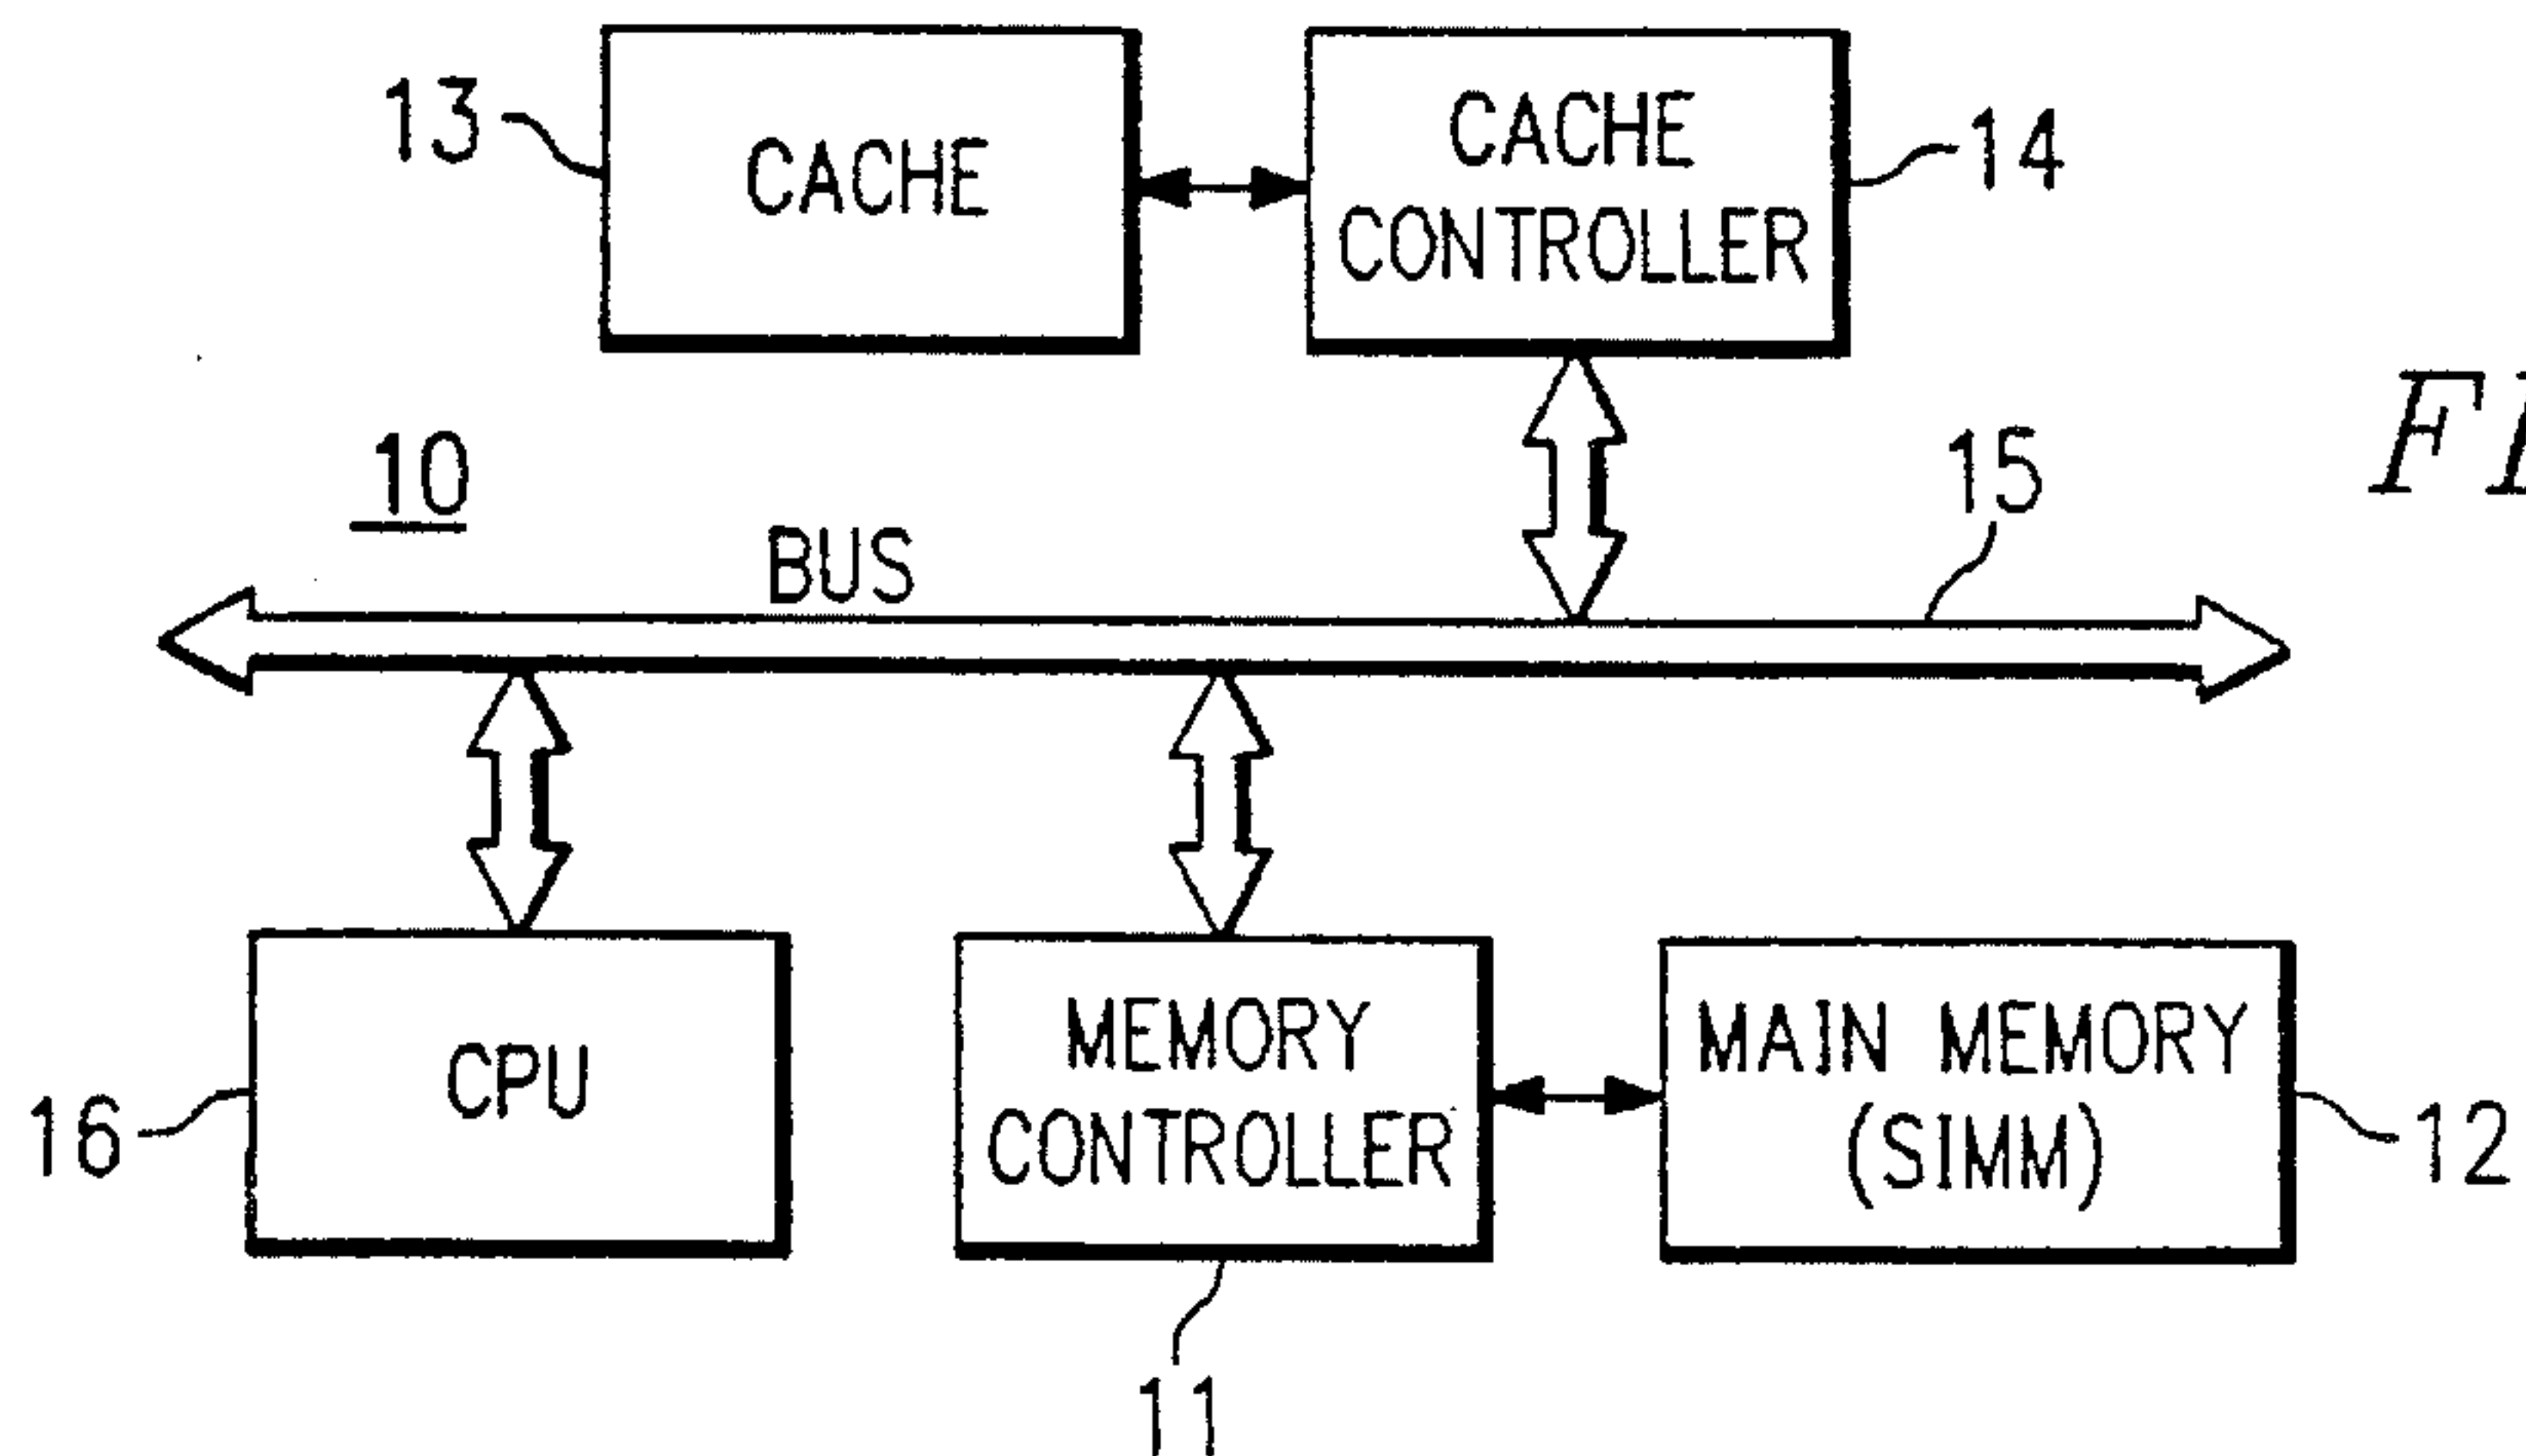 13
CACHE
CACHE
CONTROLLER
14
10
BUS
15
CPU
16
MEMORY
CONTROLLER
11
MAIN MEMORY
(SIMM)
12